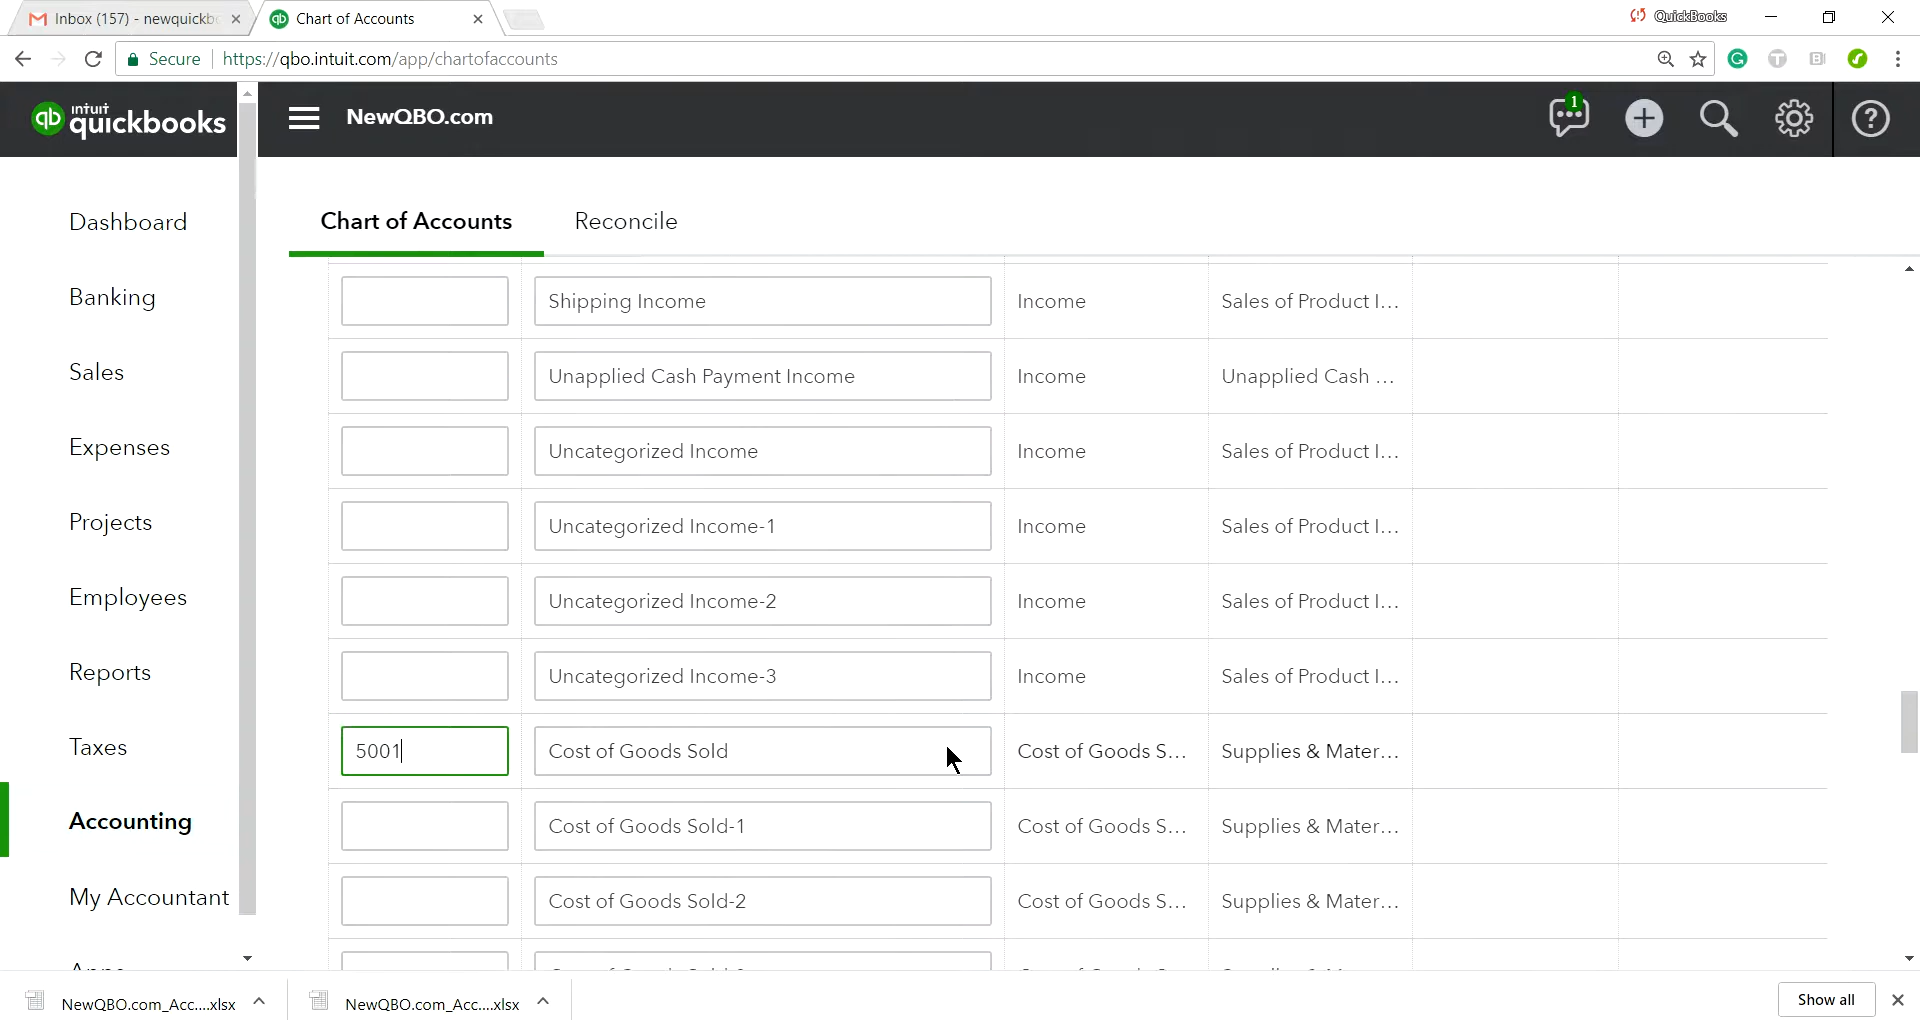 Inbox (157) - newquickb
Chart of Accounts
QuickBooks
Secure
https://qbo.intuit.com/app/chartofaccounts
qb
intuit
quickbooks
NewQBO.com
1
Dashboard
Banking
Sales
Expenses
Projects
Employees
Reports
Taxes
Accounting
My Accountant
Chart of Accounts
Reconcile
Shipping Income Income Sales of Product I...
Unapplied Cash Payment Income Income Unapplied Cash ...
Uncategorized Income Income Sales of Product I...
Uncategorized Income-1 Income Sales of Product I...
Uncategorized Income-2 Income Sales of Product I...
Uncategorized Income-3 Income Sales of Product I...
5001 Cost of Goods Sold Cost of Goods S... Supplies & Mater...
Cost of Goods Sold-1 Cost of Goods S... Supplies & Mater...
Cost of Goods Sold-2 Cost of Goods S... Supplies & Mater...
NewQBO.com_Acc....xlsx
NewQBO.com_Acc....xlsx
Show all